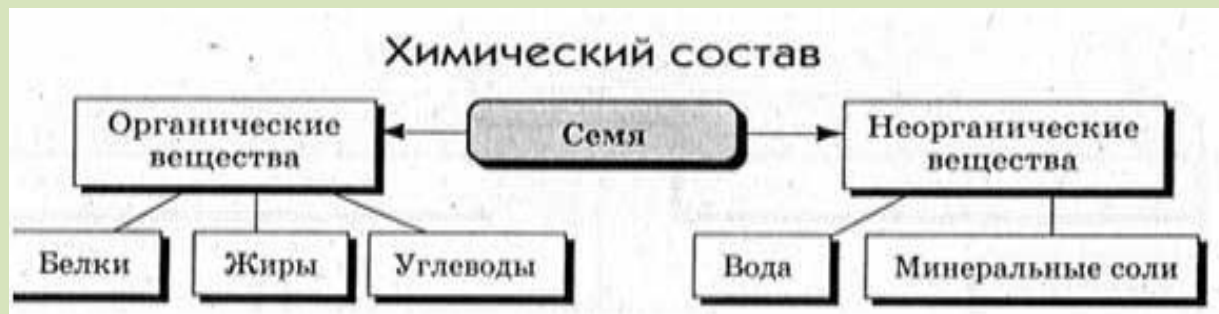 Химический состав
Органические
вещества
Семя
Неорганические
вещества
Белки
Жиры
Углеводы
Вода
Минеральные соли